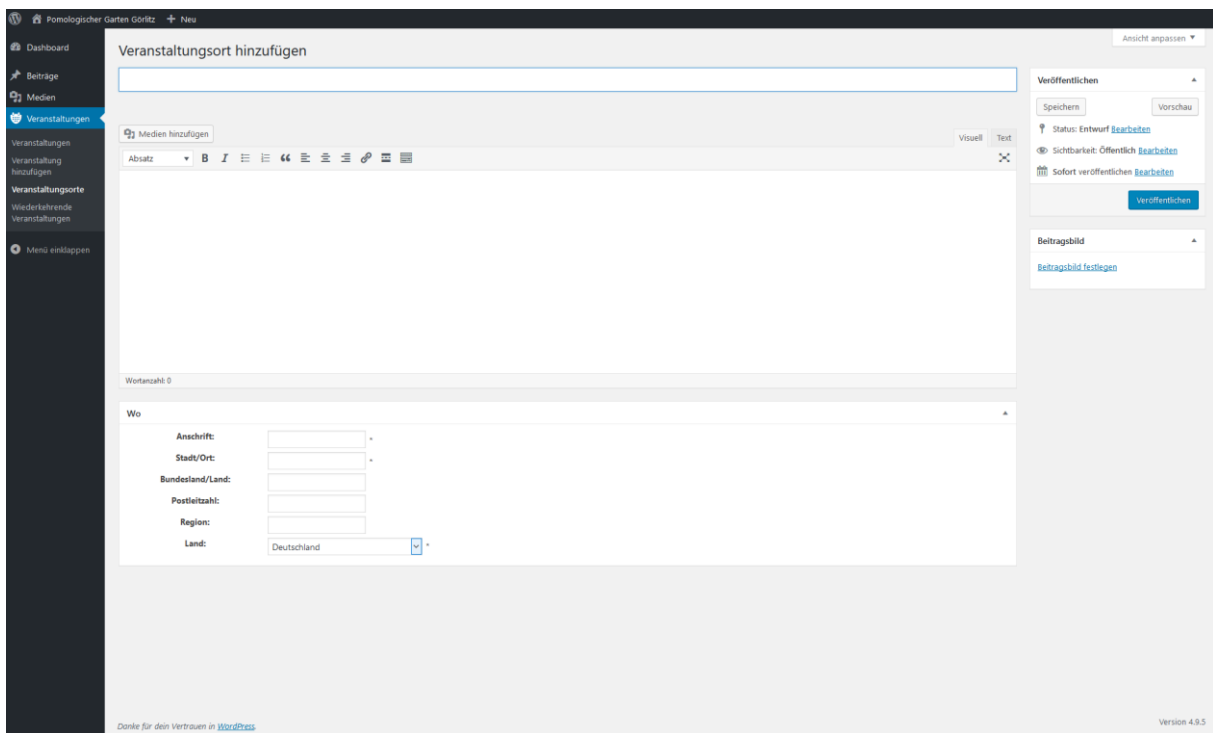 Pomologischer Garten Görlitz + Neu
Ansicht anpassen ▼
Dashboard
Beiträge
Medien
Veranstaltungen
Veranstaltungen
Veranstaltung
hinzufügen
Veranstaltungsorte
Wiederkehrende
Veranstaltungen
Menü einklappen
Veranstaltungsort hinzufügen
Medien hinzufügen
Visuell Text
Absatz B I
Wortanzahl: 0
Wo
Anschrift: *
Stadt/Ort: *
Bundesland/Land:
Postleitzahl:
Region:
Land: Deutschland *
Veröffentlichen
Speichern Vorschau
Status: Entwurf Bearbeiten
Sichtbarkeit: Öffentlich Bearbeiten
Sofort veröffentlichen Bearbeiten
Veröffentlichen
Beitragsbild
Beitragsbild festlegen
Danke für dein Vertrauen in WordPress.
Version 4.9.5